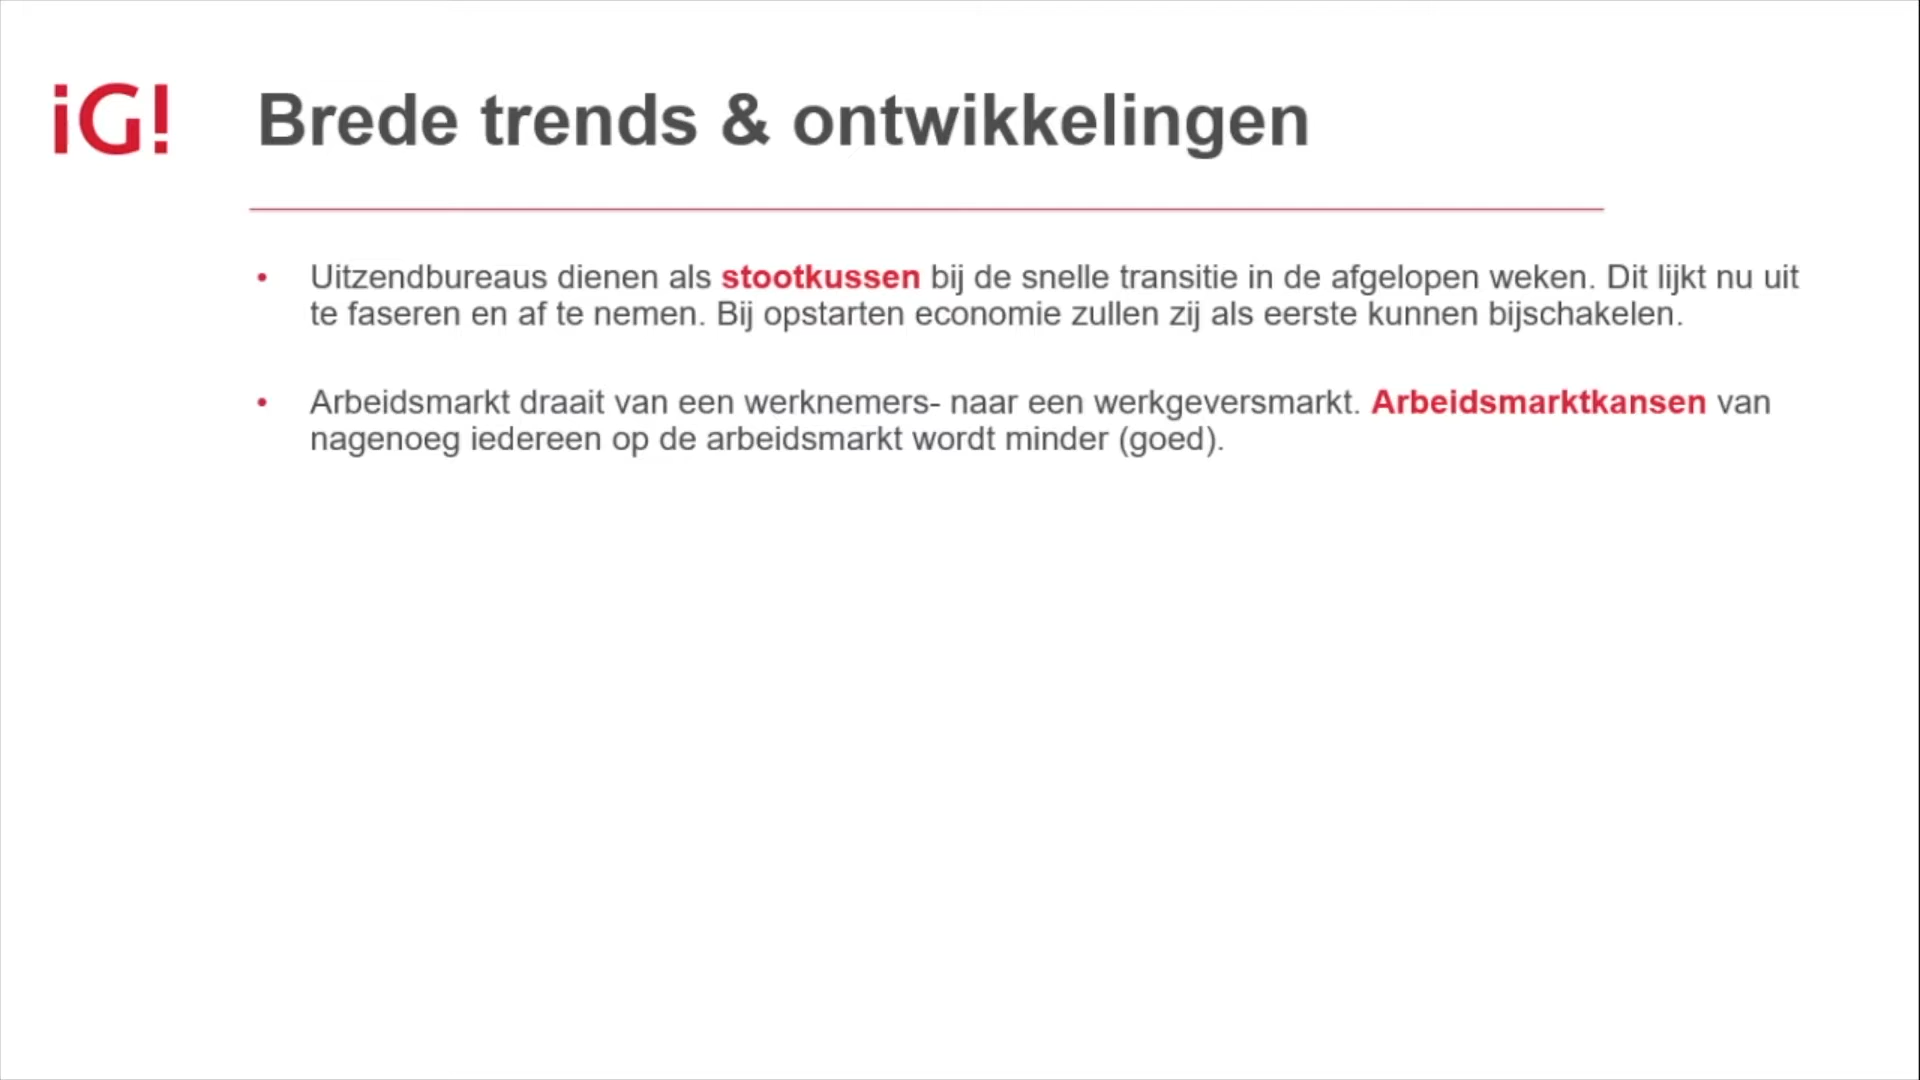 iG!
Brede trends & ontwikkelingen
• Uitzendbureaus dienen als stootkussen bij de snelle transitie in de afgelopen weken. Dit lijkt nu uit
te faseren en af te nemen. Bij opstarten economie zullen zij als eerste kunnen bijschakelen.
• Arbeidsmarkt draait van een werknemers- naar een werkgeversmarkt. Arbeidsmarktkansen van
nagenoeg iedereen op de arbeidsmarkt wordt minder (goed).